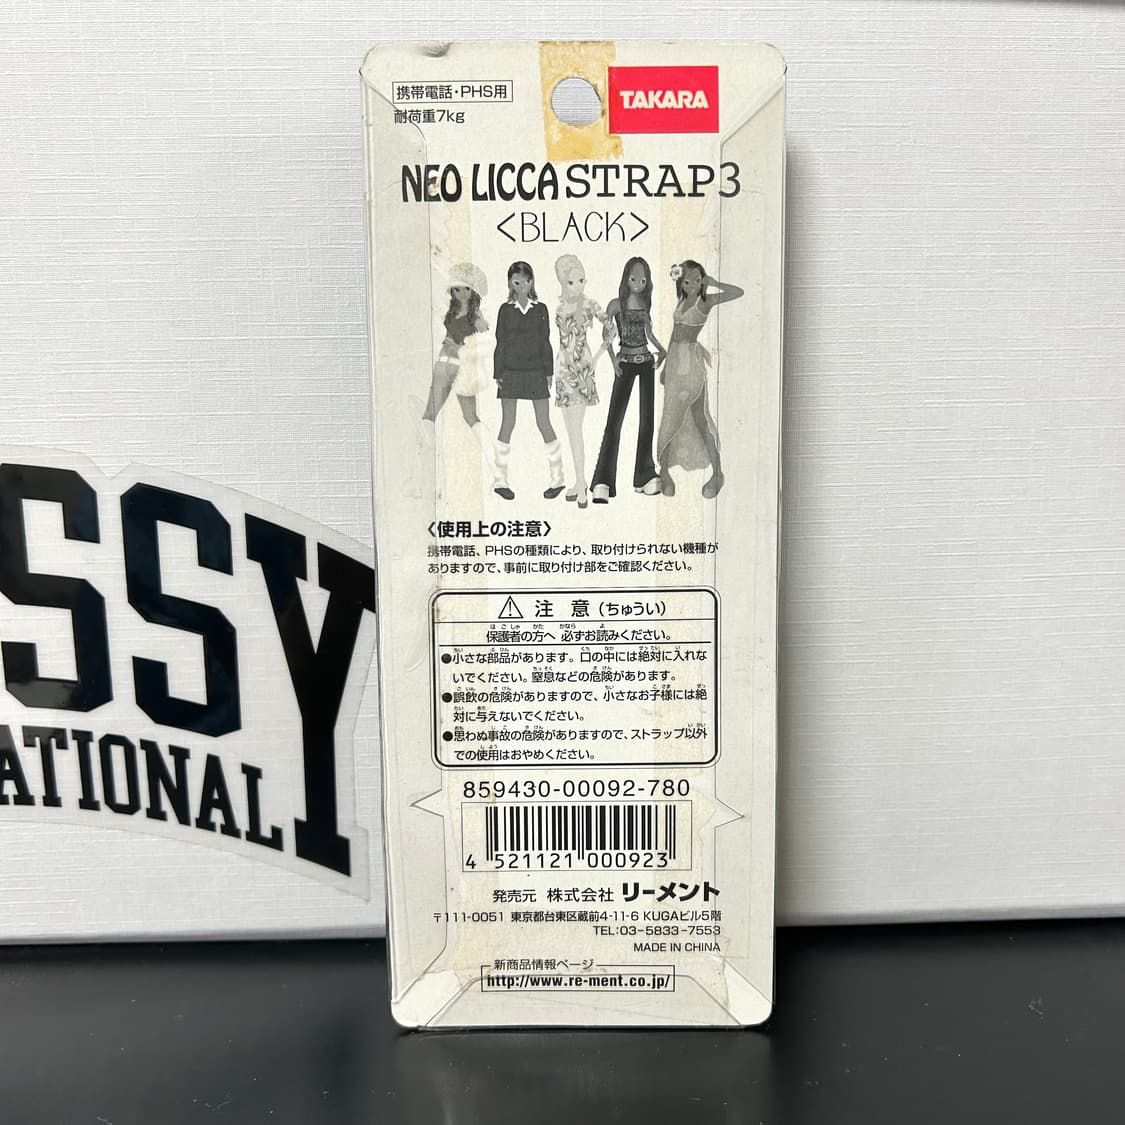 携帯電話・PHS用
耐荷重7kg
TAKARA
NEO LICCA STRAP3
<BLACK>
〈使用上の注意〉
携帯電話、PHSの種類により、取り付けられない機種が
ありますので、事前に取り付け部をご確認ください。
⚠ 注 意 (ちゅうい)
保護者の方へ 必ずお読みください。
●小さな部品があります。口の中には絶対に入れな
いでください。窒息などの危険があります。
●誤飲の危険がありますので、小さなお子様には絶
対に与えないでください。
●思わぬ事故の危険がありますので、ストラップ以外
での使用はおやめください。
859430-00092-780
4 521121 000923
発売元 株式会社 リーメント
〒111-0051 東京都台東区蔵前4-11-6 KUGAビル5階
TEL:03-5833-7553
MADE IN CHINA
新商品情報ページ
http://www.re-ment.co.jp/
SSY
ATIONAL